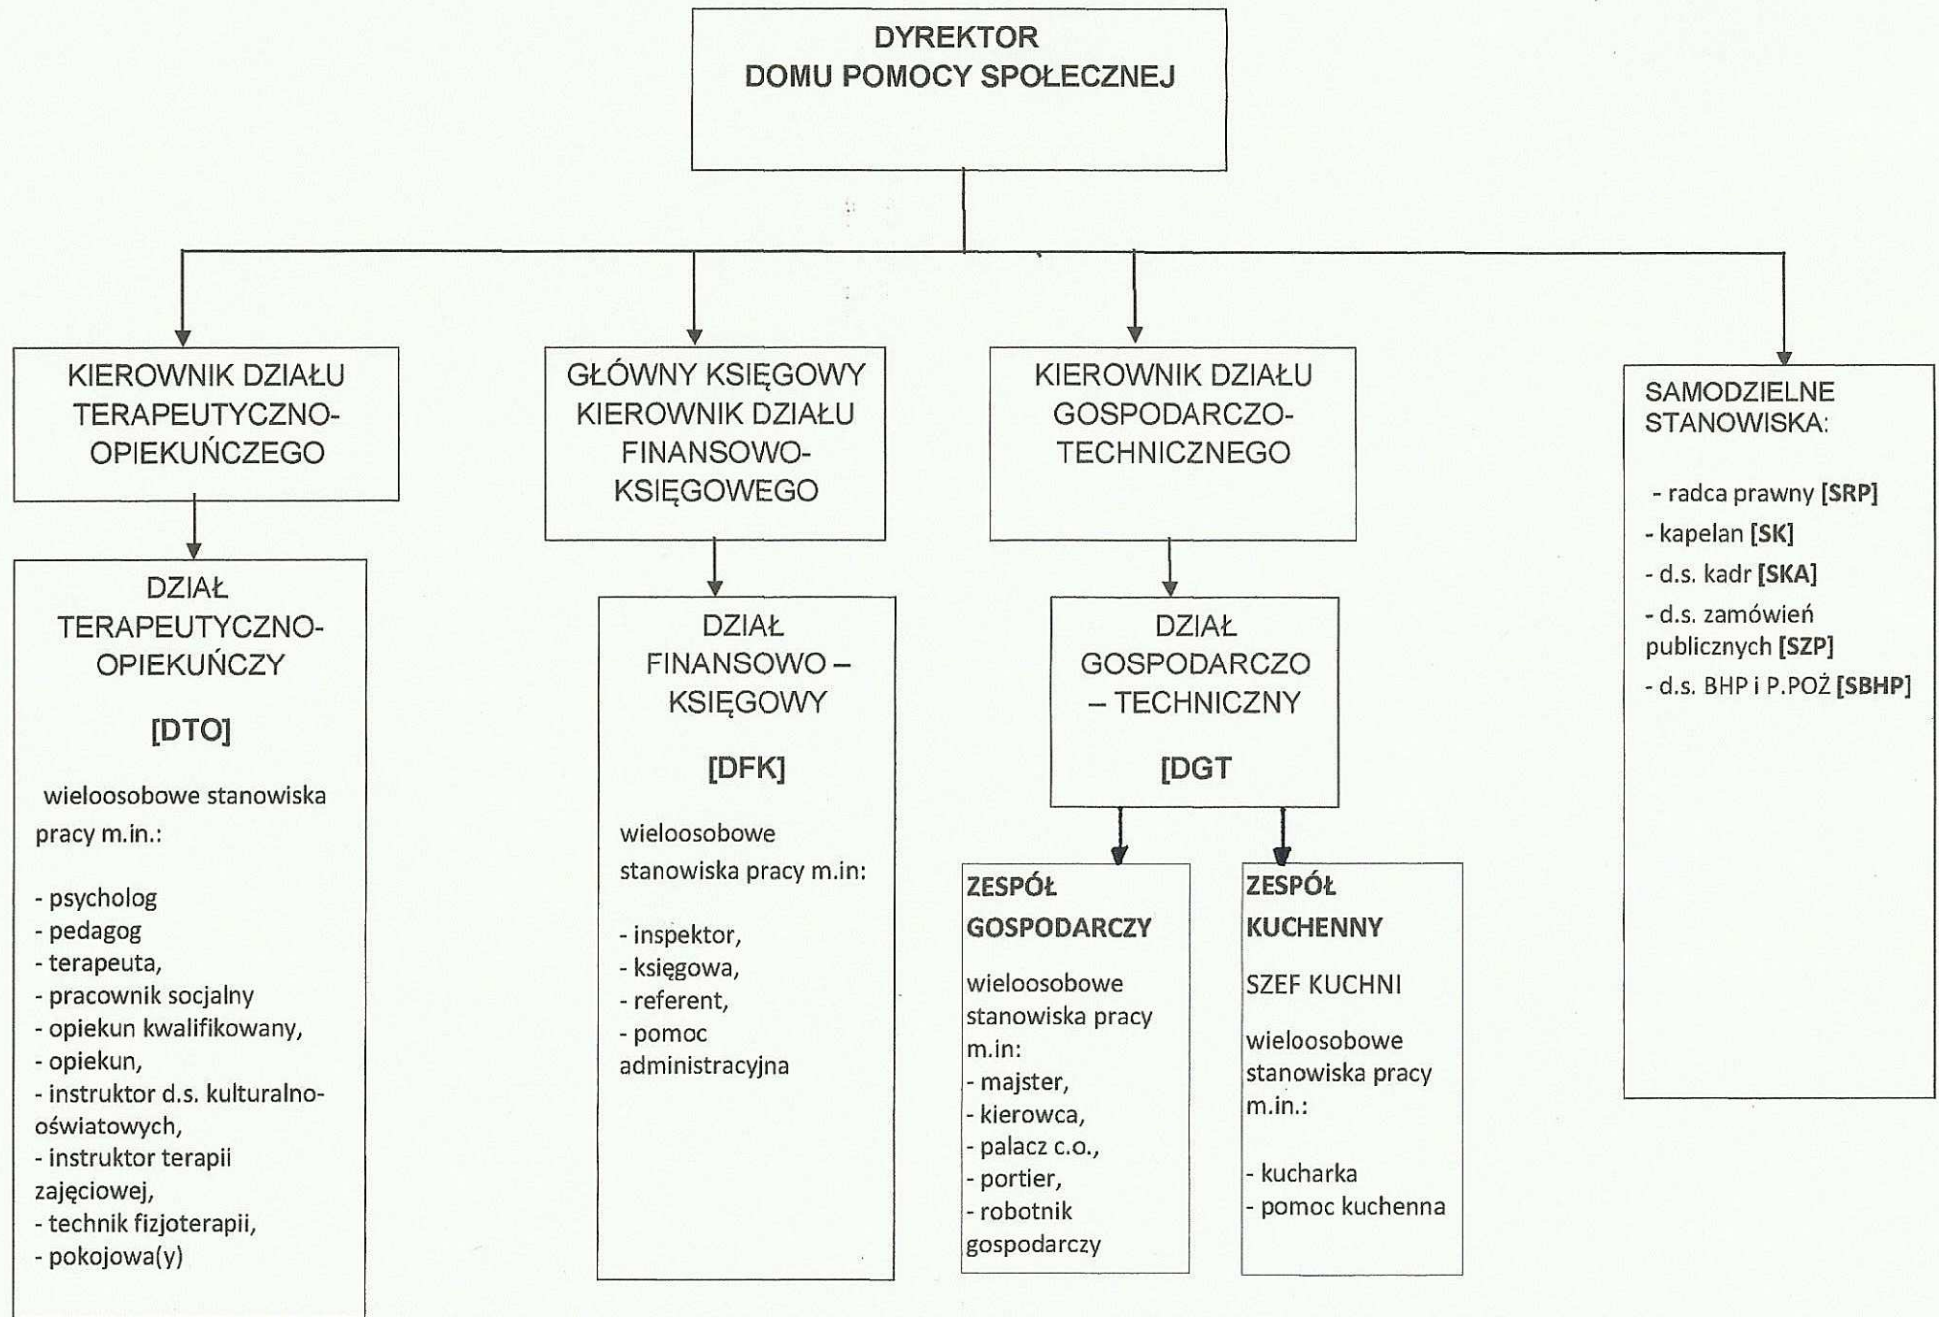 DYREKTOR
DOMU POMOCY SPOŁECZNEJ
KIEROWNIK DZIAŁU
TERAPEUTYCZNO-
OPIEKUŃCZEGO
GŁÓWNY KSIĘGOWY
KIEROWNIK DZIAŁU
FINANSOWO-
KSIĘGOWEGO
KIEROWNIK DZIAŁU
GOSPODARCZO-
TECHNICZNEGO
SAMODZIELNE
STANOWISKA:
- radca prawny [SRP]
- kapelan [SK]
- d.s. kadr [SKA]
- d.s. zamówień
publicznych [SZP]
- d.s. BHP i P.POŻ [SBHP]
DZIAŁ
TERAPEUTYCZNO-
OPIEKUŃCZY
[DTO]
wieloosobowe stanowiska
pracy m.in.:
- psycholog
- pedagog
- terapeuta,
- pracownik socjalny
- opiekun kwalifikowany,
- opiekun,
- instruktor d.s. kulturalno-
oświatowych,
- instruktor terapii
zajęciowej,
- technik fizjoterapii,
- pokojowa(y)
DZIAŁ
FINANSOWO –
KSIĘGOWY
[DFK]
wieloosobowe
stanowiska pracy m.in:
- inspektor,
- księgowa,
- referent,
- pomoc
administracyjna
DZIAŁ
GOSPODARCZO
– TECHNICZNY
[DGT
ZESPÓŁ
GOSPODARCZY
wieloosobowe
stanowiska pracy
m.in:
- majster,
- kierowca,
- palacz c.o.,
- portier,
- robotnik
gospodarczy
ZESPÓŁ
KUCHENNY
SZEF KUCHNI
wieloosobowe
stanowiska pracy
m.in.:
- kucharka
- pomoc kuchenna